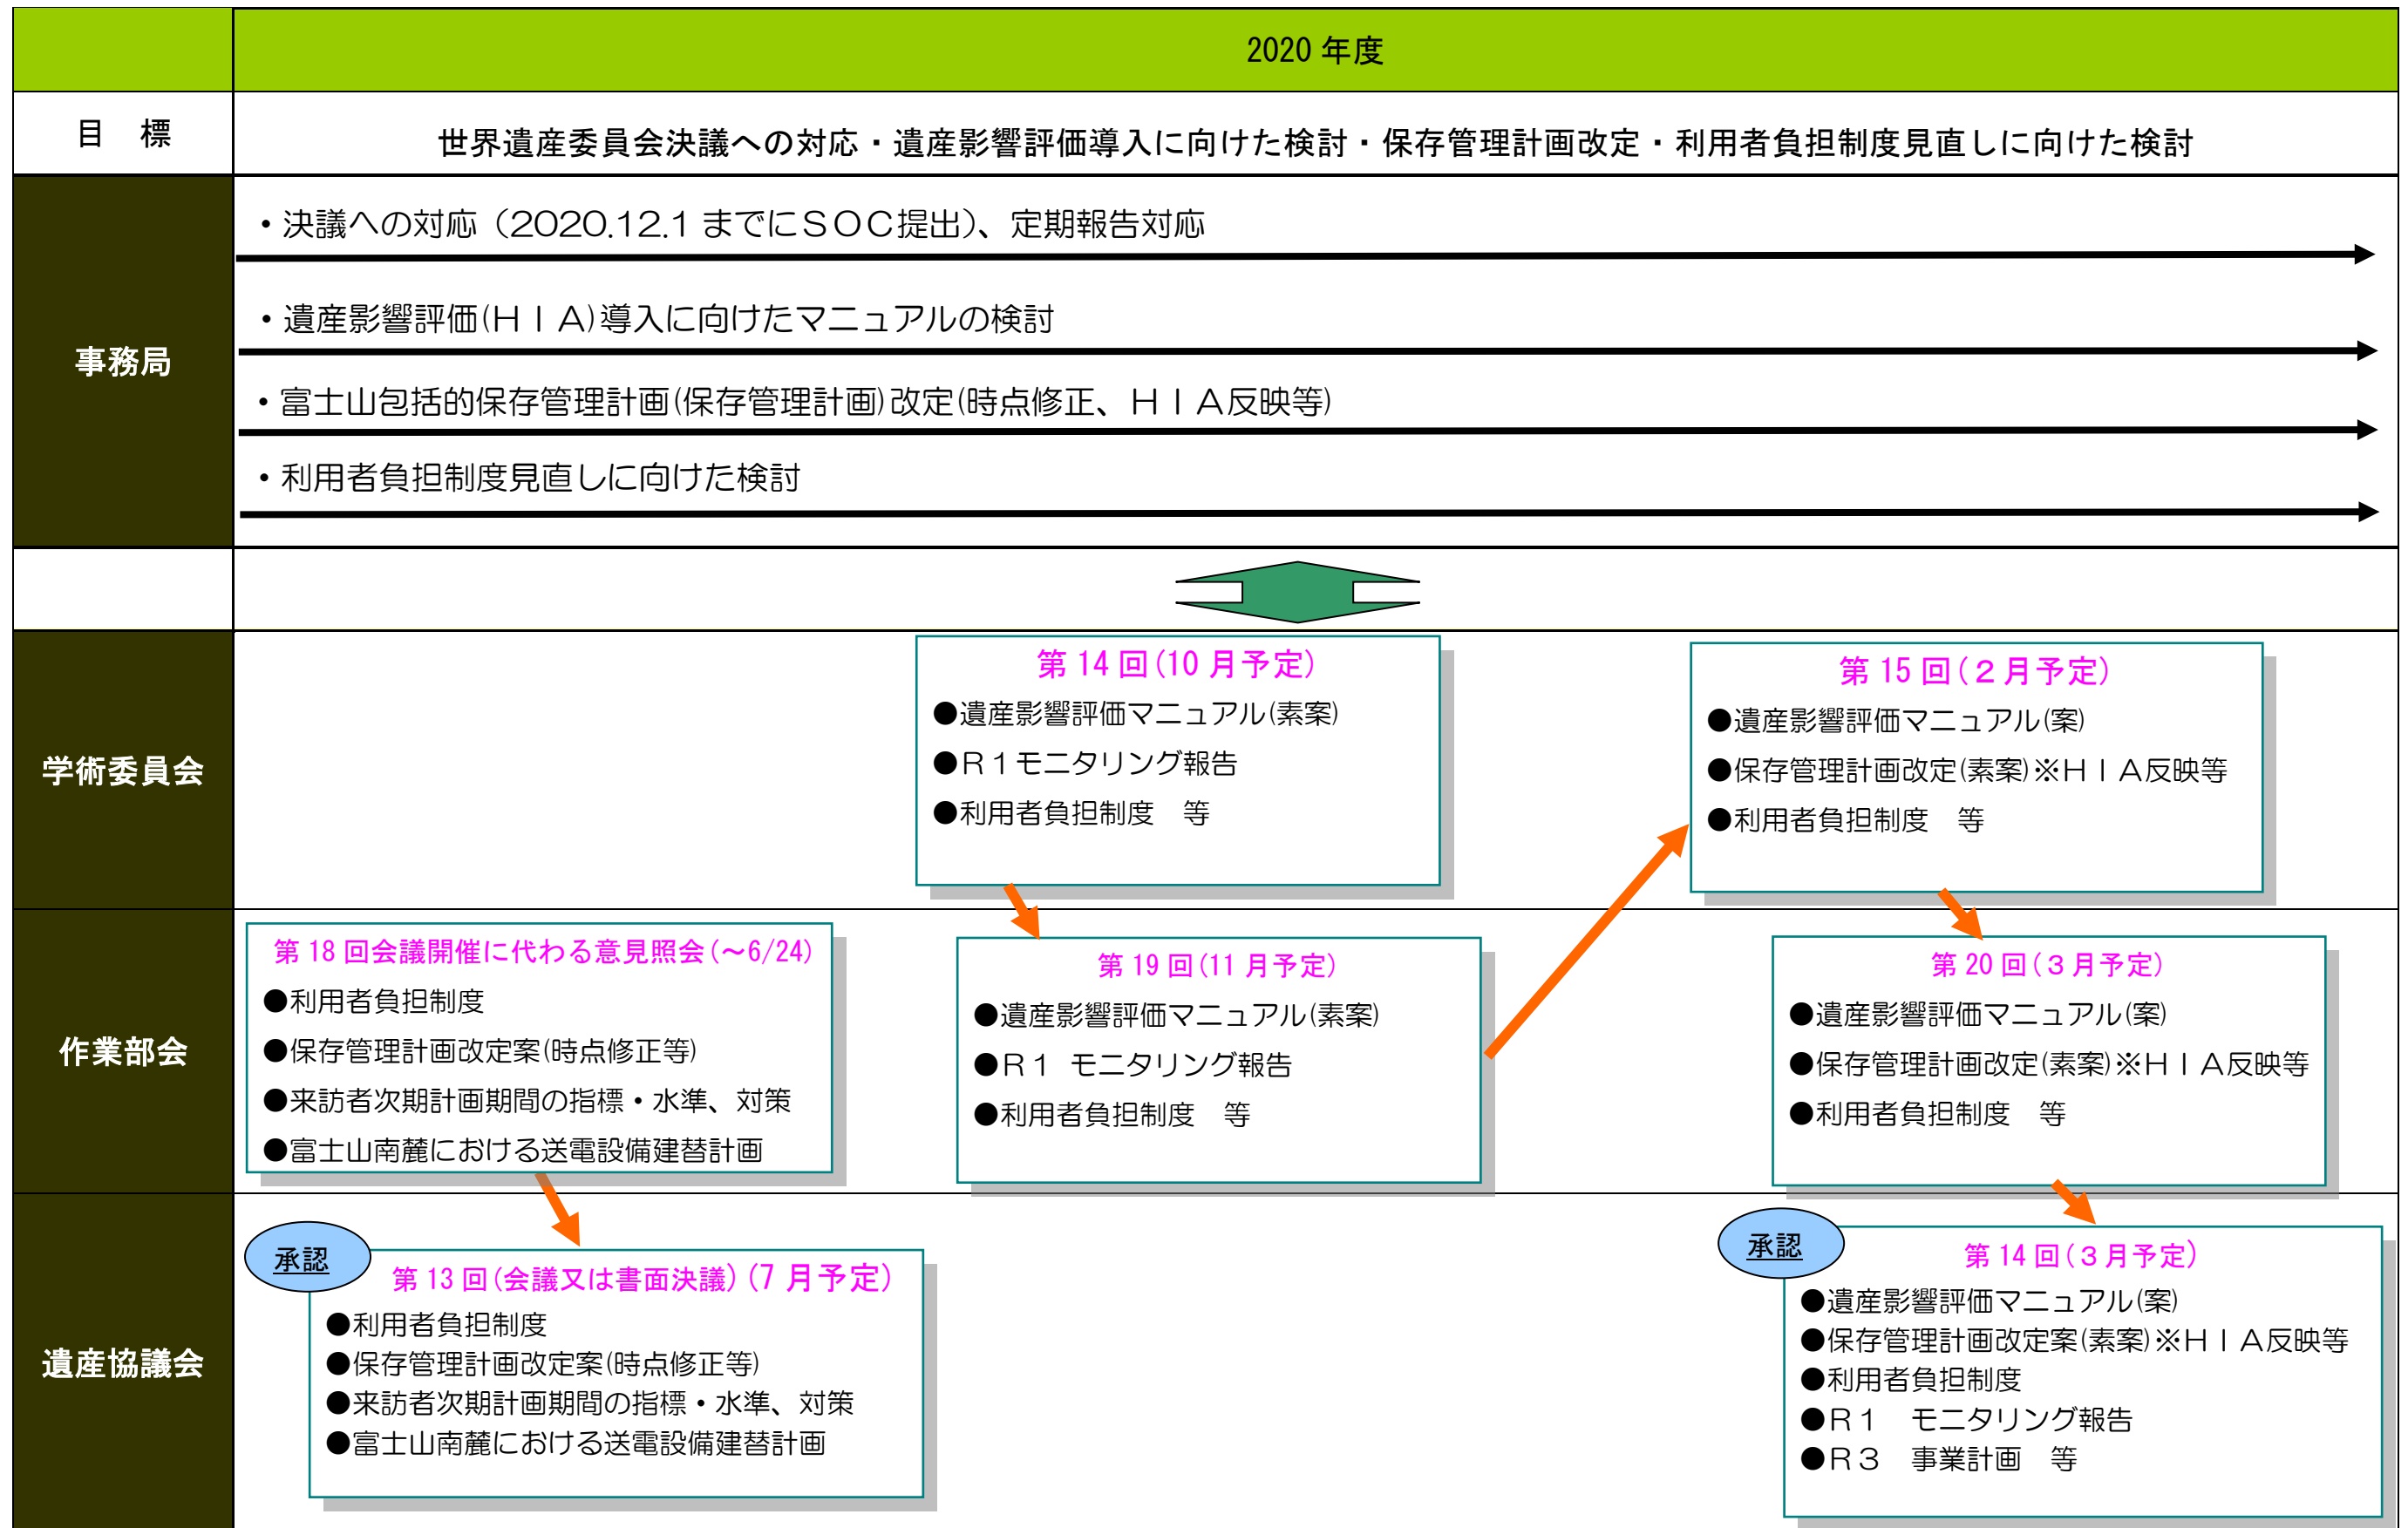 2020 年度
目　標
世界遺産委員会決議への対応・遺産影響評価導入に向けた検討・保存管理計画改定・利用者負担制度見直しに向けた検討
事務局
・決議への対応（2020.12.1 までにＳＯＣ提出）、定期報告対応
・遺産影響評価(ＨＩＡ)導入に向けたマニュアルの検討
・富士山包括的保存管理計画(保存管理計画)改定(時点修正、ＨＩＡ反映等)
・利用者負担制度見直しに向けた検討
学術委員会
第 14 回(10 月予定)
●遺産影響評価マニュアル(素案)
●Ｒ１モニタリング報告
●利用者負担制度　等
第 15 回(２月予定)
●遺産影響評価マニュアル(案)
●保存管理計画改定(素案)※ＨＩＡ反映等
●利用者負担制度　等
作業部会
第 18 回会議開催に代わる意見照会(～6/24)
●利用者負担制度
●保存管理計画改定案(時点修正等)
●来訪者次期計画期間の指標・水準、対策
●富士山南麓における送電設備建替計画
第 19 回(11 月予定)
●遺産影響評価マニュアル(素案)
●Ｒ１ モニタリング報告
●利用者負担制度　等
第 20 回(３月予定)
●遺産影響評価マニュアル(案)
●保存管理計画改定(素案)※ＨＩＡ反映等
●利用者負担制度　等
遺産協議会
承認
第 13 回(会議又は書面決議)(7 月予定)
●利用者負担制度
●保存管理計画改定案(時点修正等)
●来訪者次期計画期間の指標・水準、対策
●富士山南麓における送電設備建替計画
承認
第 14 回(３月予定)
●遺産影響評価マニュアル(案)
●保存管理計画改定案(素案)※ＨＩＡ反映等
●利用者負担制度
●Ｒ１　モニタリング報告
●Ｒ３　事業計画　等